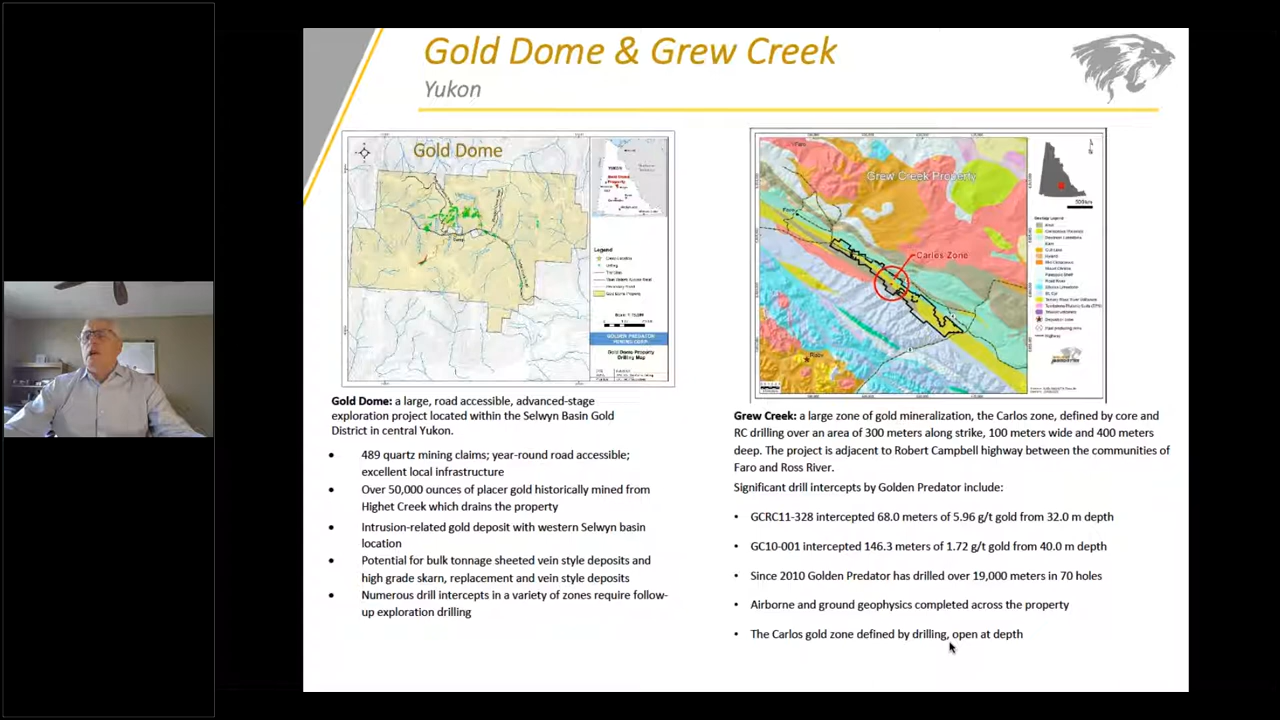 Gold Dome & Grew Creek
Yukon
Gold Dome
Legend
Gold Dome Property
Drilling Map
Gold Dome: a large, road accessible, advanced-stage
exploration project located within the Selwyn Basin Gold
District in central Yukon.
• 489 quartz mining claims; year-round road accessible;
excellent local infrastructure
• Over 50,000 ounces of placer gold historically mined from
Highet Creek which drains the property
• Intrusion-related gold deposit with western Selwyn basin
location
• Potential for bulk tonnage sheeted vein style deposits and
high grade skarn, replacement and vein style deposits
• Numerous drill intercepts in a variety of zones require follow-
up exploration drilling
Grew Creek Property
Carlos Zone
Grew Creek: a large zone of gold mineralization, the Carlos zone, defined by core and
RC drilling over an area of 300 meters along strike, 100 meters wide and 400 meters
deep. The project is adjacent to Robert Campbell highway between the communities of
Faro and Ross River.
Significant drill intercepts by Golden Predator include:
• GCRC11-328 intercepted 68.0 meters of 5.96 g/t gold from 32.0 m depth
• GC10-001 intercepted 146.3 meters of 1.72 g/t gold from 40.0 m depth
• Since 2010 Golden Predator has drilled over 19,000 meters in 70 holes
• Airborne and ground geophysics completed across the property
• The Carlos gold zone defined by drilling, open at depth